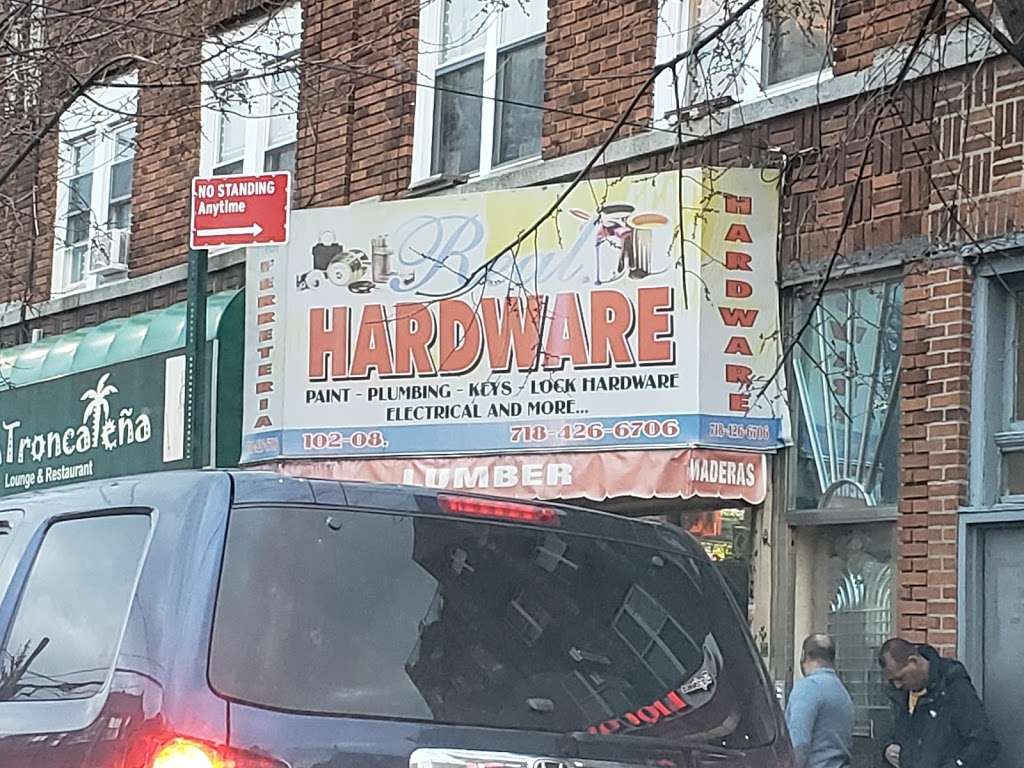 NO STANDING
Anytime
FERRETERIA
HARDWARE
PAINT - PLUMBING - KEYS - LOCK HARDWARE
ELECTRICAL AND MORE...
102-08.
718-426-6706
HARDWARE
718-426-6706
LUMBER
MADERAS
Troncaleña
Lounge & Restaurant